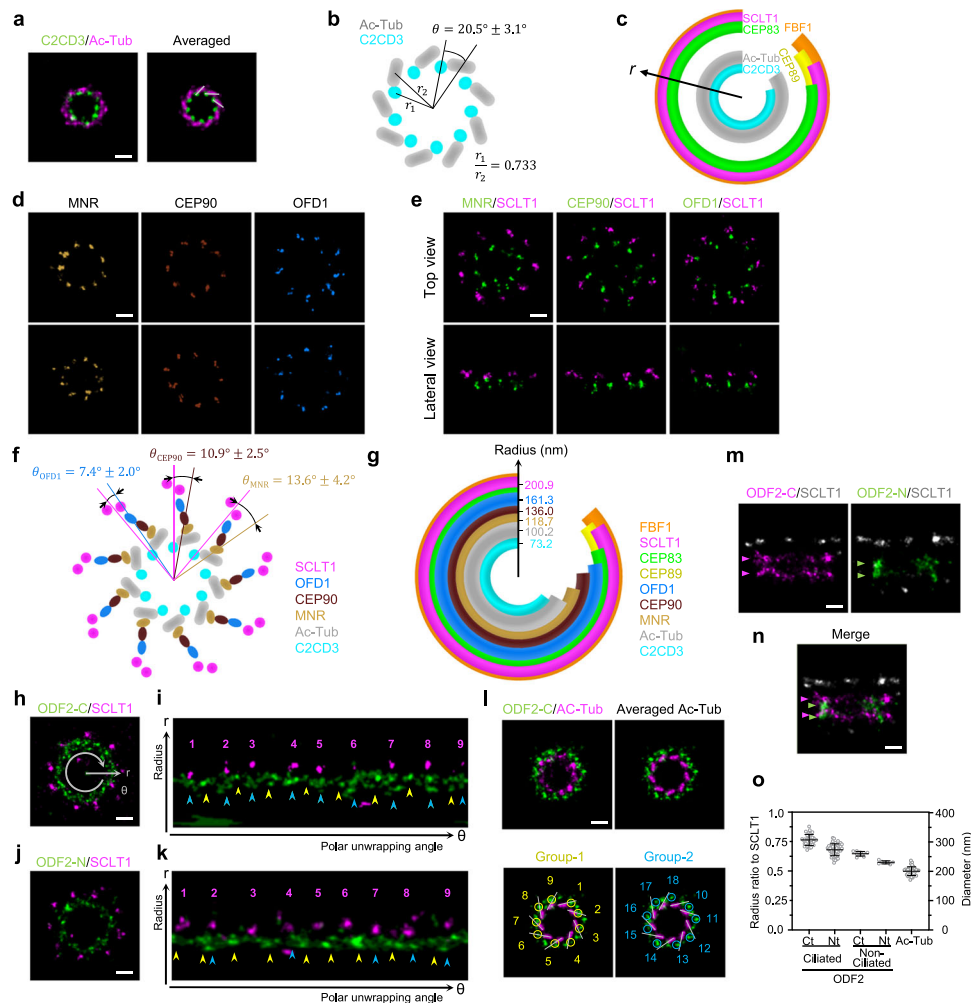 a
C2CD3/Ac-Tub
Averaged
b
Ac-Tub
C2CD3
θ = 20.5° ± 3.1°
r2
r1
r1/r2 = 0.733
c
SCLT1
CEP83
FBF1
CEP89
Ac-Tub
C2CD3
r
d
MNR
CEP90
OFD1
e
MNR/SCLT1
CEP90/SCLT1
OFD1/SCLT1
Top view
Lateral view
f
θOFD1 = 7.4° ± 2.0°
θCEP90 = 10.9° ± 2.5°
θMNR = 13.6° ± 4.2°
SCLT1
OFD1
CEP90
MNR
Ac-Tub
C2CD3
g
Radius (nm)
200.9
161.3
136.0
118.7
100.2
73.2
FBF1
SCLT1
CEP83
CEP89
OFD1
CEP90
MNR
Ac-Tub
C2CD3
h
ODF2-C/SCLT1
r
θ
i
r
Radius
1 2 3 4 5 6 7 8 9
Polar unwrapping angle
θ
j
ODF2-N/SCLT1
k
r
Radius
1 2 3 4 5 6 7 8 9
Polar unwrapping angle
θ
l
ODF2-C/AC-Tub
Averaged Ac-Tub
Group-1
9 1 8 2 7 3 6 5 4
Group-2
17 18 10 16 11 15 12 14 13
m
ODF2-C/SCLT1
ODF2-N/SCLT1
n
Merge
o
Radius ratio to SCLT1
1.0
0.75
0.5
0.25
0.0
400
300
200
100
0
Diameter (nm)
Ct Nt Ct Nt Ac-Tub
Ciliated
Non-Ciliated
ODF2